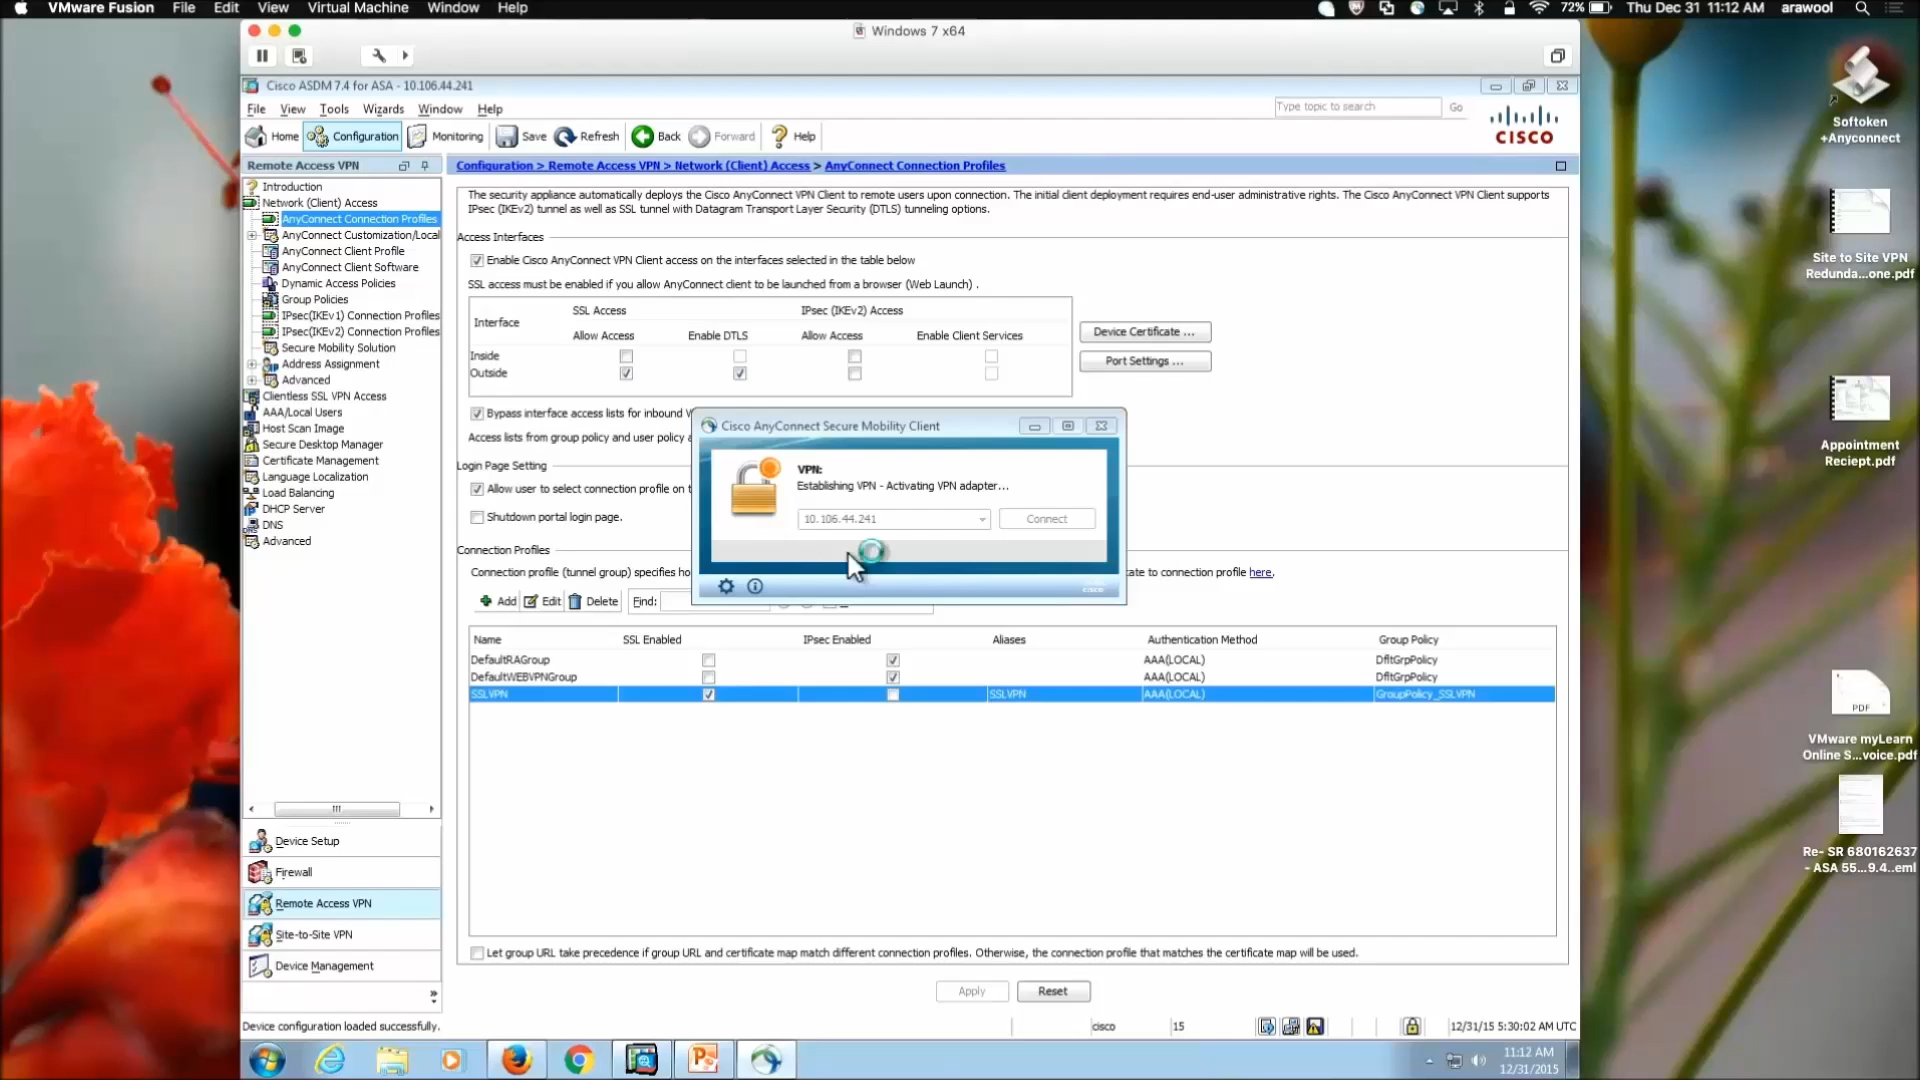 VMware Fusion File Edit View Virtual Machine Window Help 72% Thu Dec 31 11:12 AM arawool
Windows 7 x64
Cisco ASDM 7.4 for ASA - 10.106.44.241
File View Tools Wizards Window Help Type topic to search Go
CISCO
Home Configuration Monitoring Save Refresh Back Forward Help
Remote Access VPN
Configuration > Remote Access VPN > Network (Client) Access > AnyConnect Connection Profiles
Introduction
Network (Client) Access
AnyConnect Connection Profiles
AnyConnect Customization/Local
AnyConnect Client Profile
AnyConnect Client Software
Dynamic Access Policies
Group Policies
IPsec(IKEv1) Connection Profiles
IPsec(IKEv2) Connection Profiles
Secure Mobility Solution
Address Assignment
Advanced
Clientless SSL VPN Access
AAA/Local Users
Host Scan Image
Secure Desktop Manager
Certificate Management
Language Localization
Load Balancing
DHCP Server
DNS
Advanced
Device Setup
Firewall
Remote Access VPN
Site-to-Site VPN
Device Management
The security appliance automatically deploys the Cisco AnyConnect VPN Client to remote users upon connection. The initial client deployment requires end-user administrative rights. The Cisco AnyConnect VPN Client supports
IPsec (IKEv2) tunnel as well as SSL tunnel with Datagram Transport Layer Security (DTLS) tunneling options.
Access Interfaces
Enable Cisco AnyConnect VPN Client access on the interfaces selected in the table below
SSL access must be enabled if you allow AnyConnect client to be launched from a browser (Web Launch) .
Interface SSL Access IPsec (IKEv2) Access
Allow Access Enable DTLS Allow Access Enable Client Services
Inside
Outside
Device Certificate ...
Port Settings ...
Bypass interface access lists for inbound V
Access lists from group policy and user policy a
Login Page Setting
Allow user to select connection profile on t
Shutdown portal login page.
Connection Profiles
Connection profile (tunnel group) specifies ho
cate to connection profile here.
Cisco AnyConnect Secure Mobility Client
VPN:
Establishing VPN - Activating VPN adapter...
10.106.44.241 Connect
Add Edit Delete Find:
Name SSL Enabled IPsec Enabled Aliases Authentication Method Group Policy
DefaultRAGroup AAA(LOCAL) DfltGrpPolicy
DefaultWEBVPNGroup AAA(LOCAL) DfltGrpPolicy
SSLVPN SSLVPN AAA(LOCAL) GroupPolicy_SSLVPN
Let group URL take precedence if group URL and certificate map match different connection profiles. Otherwise, the connection profile that matches the certificate map will be used.
Apply Reset
Device configuration loaded successfully. cisco 15 12/31/15 5:30:02 AM UTC
11:12 AM
12/31/2015
Softoken
+Anyconnect
Site to Site VPN
Redunda...one.pdf
Appointment
Reciept.pdf
PDF
VMware myLearn
Online S...voice.pdf
Re- SR 680162637
- ASA 55...9.4..eml